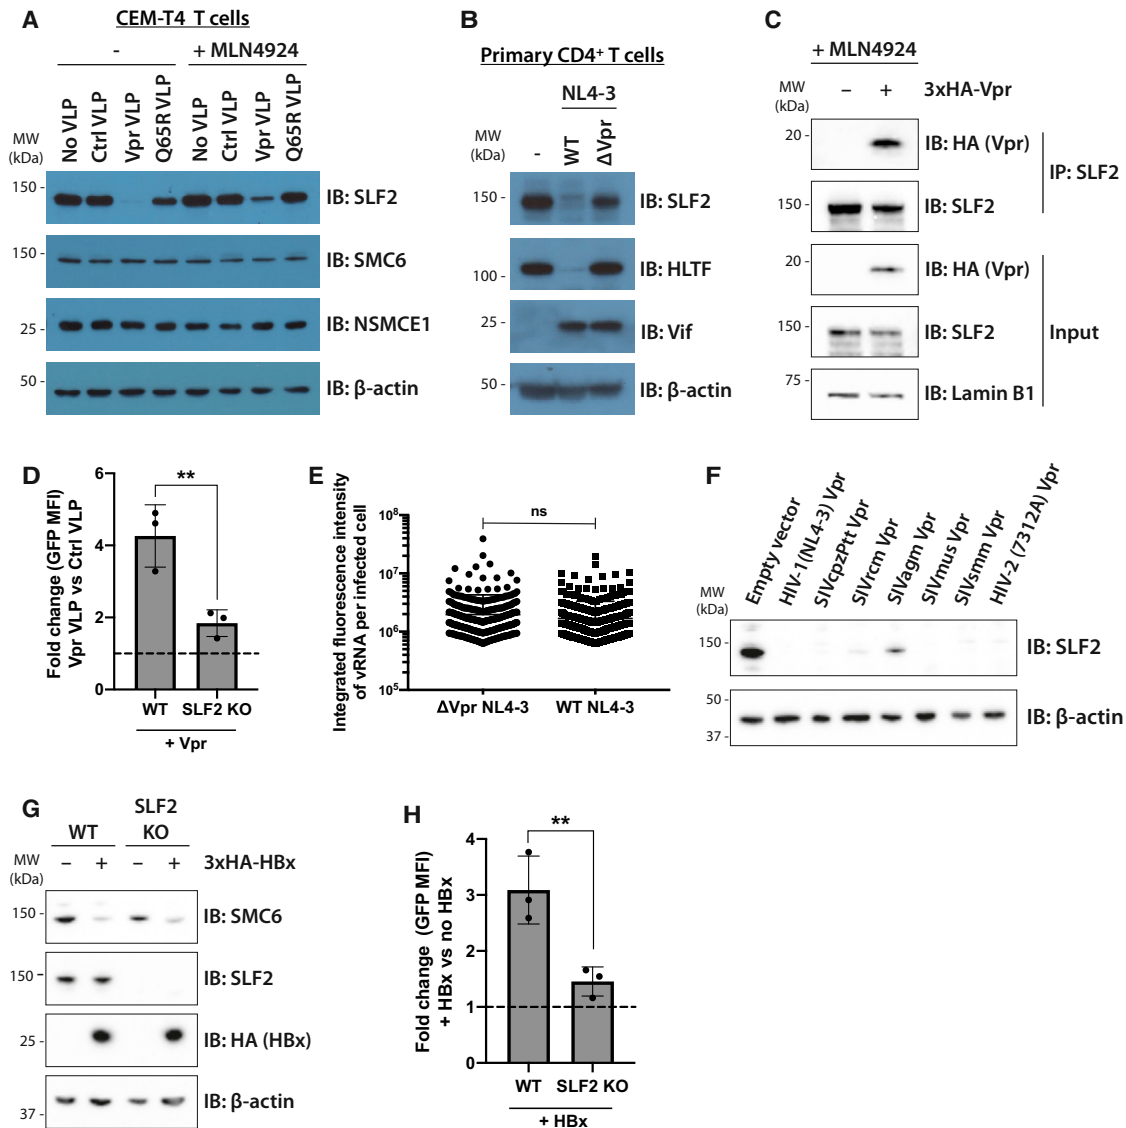 A
CEM-T4 T cells
-
+ MLN4924
MW
(kDa)
No VLP
Ctrl VLP
Vpr VLP
Q65R VLP
No VLP
Ctrl VLP
Vpr VLP
Q65R VLP
150 -
IB: SLF2
150 -
IB: SMC6
25 -
IB: NSMCE1
50 -
IB: β-actin
B
Primary CD4⁺ T cells
NL4-3
MW
(kDa)
-
WT
ΔVpr
150 -
IB: SLF2
100 -
IB: HLTF
25 -
IB: Vif
50 -
IB: β-actin
C
+ MLN4924
MW
(kDa)
– + 3xHA-Vpr
20 -
IB: HA (Vpr)
150 -
IB: SLF2
IP: SLF2
20 -
IB: HA (Vpr)
150 -
IB: SLF2
75 -
IB: Lamin B1
Input
D
Fold change (GFP MFI)
Vpr VLP vs Ctrl VLP
6
4
2
0
**
WT SLF2 KO
+ Vpr
E
Integrated fluorescence intensity
of vRNA per infected cell
10⁸
10⁷
10⁶
10⁵
ns
ΔVpr NL4-3 WT NL4-3
F
MW
(kDa)
Empty vector
HIV-1(NL4-3) Vpr
SIVcpzPtt Vpr
SIVrcm Vpr
SIVagm Vpr
SIVmus Vpr
SIVsmm Vpr
HIV-2 (7312A) Vpr
150 -
IB: SLF2
50 -
37 -
IB: β-actin
G
WT
SLF2
KO
MW
(kDa)
– + – + 3xHA-HBx
150 -
IB: SMC6
150 -
IB: SLF2
25 -
IB: HA (HBx)
37 -
IB: β-actin
H
Fold change (GFP MFI)
+ HBx vs no HBx
4
3
2
1
0
**
WT SLF2 KO
+ HBx